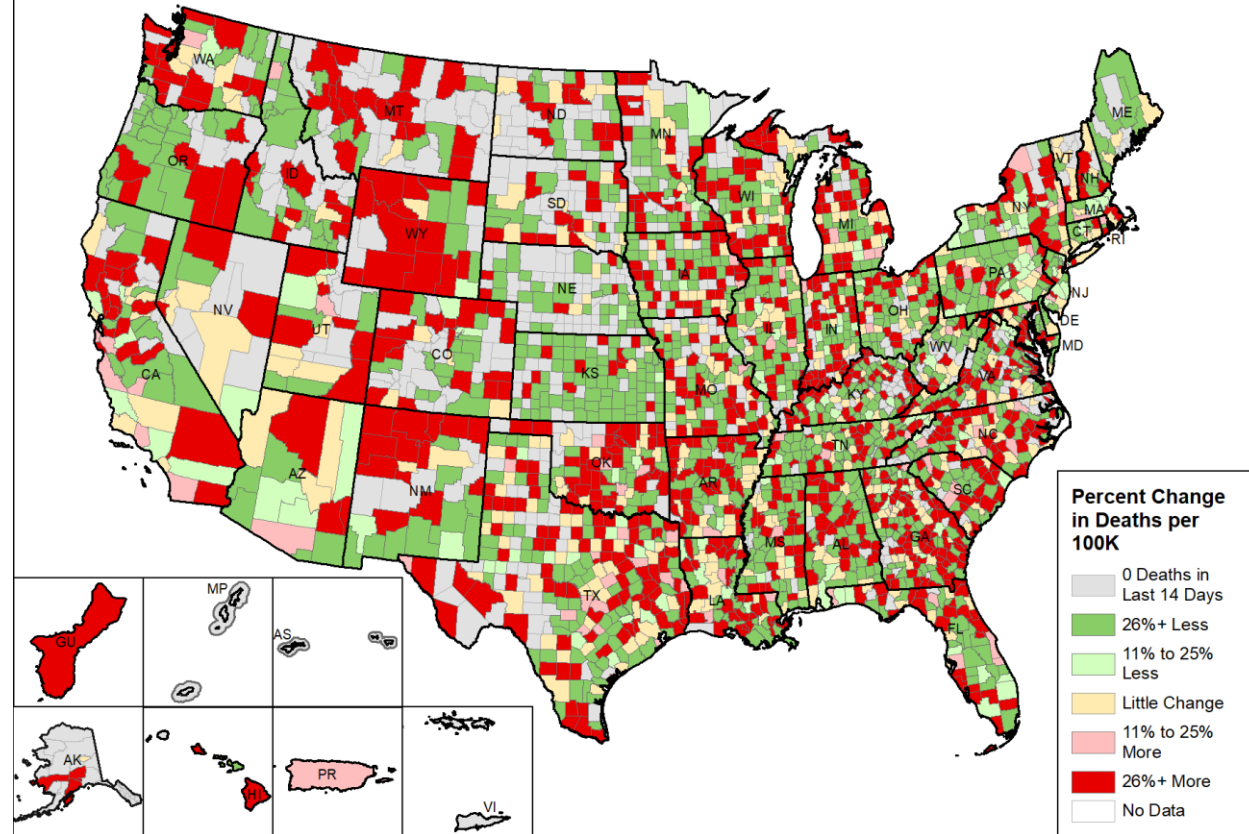 WA
MT
ND
MN
ME
OR
ID
SD
WI
VT
NH
NY
MA
CT
RI
WY
MI
IA
NE
PA
NJ
NV
UT
CO
IL
IN
OH
DE
MD
WV
CA
KS
MO
KY
VA
AZ
NM
OK
TN
NC
AR
SC
MS
AL
GA
TX
LA
FL
GU
MP
AS
AK
HI
PR
VI
Percent Change
in Deaths per
100K
0 Deaths in
Last 14 Days
26%+ Less
11% to 25%
Less
Little Change
11% to 25%
More
26%+ More
No Data